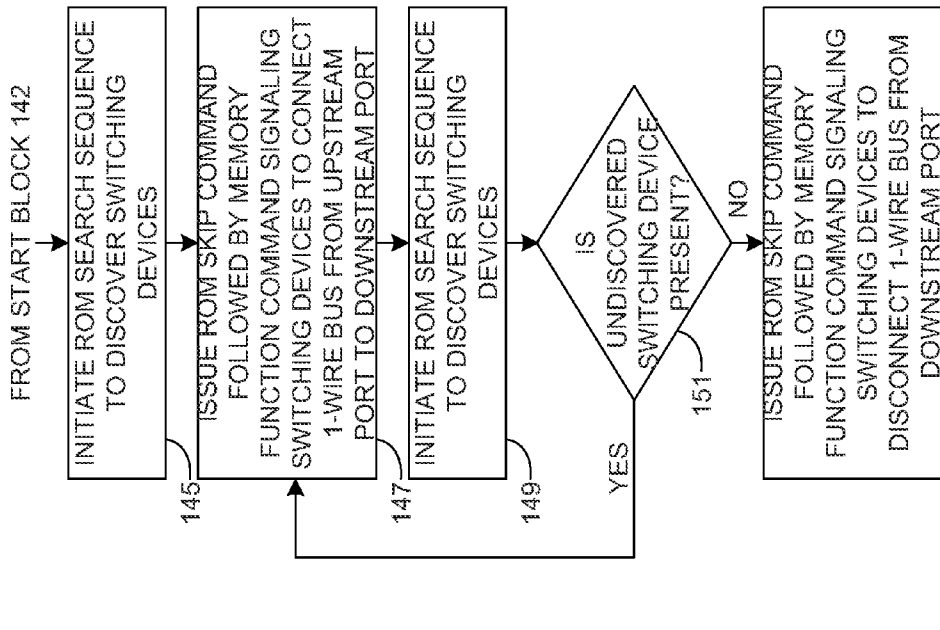 FROM START BLOCK 142
INITIATE ROM SEARCH SEQUENCE
TO DISCOVER SWITCHING
DEVICES
145
ISSUE ROM SKIP COMMAND
FOLLOWED BY MEMORY
FUNCTION COMMAND SIGNALING
SWITCHING DEVICES TO CONNECT
1-WIRE BUS FROM UPSTREAM
PORT TO DOWNSTREAM PORT
147
INITIATE ROM SEARCH SEQUENCE
TO DISCOVER SWITCHING
DEVICES
149
IS
UNDISCOVERED
SWITCHING DEVICE
PRESENT?
151
YES
NO
ISSUE ROM SKIP COMMAND
FOLLOWED BY MEMORY
FUNCTION COMMAND SIGNALING
SWITCHING DEVICES TO
DISCONNECT 1-WIRE BUS FROM
DOWNSTREAM PORT